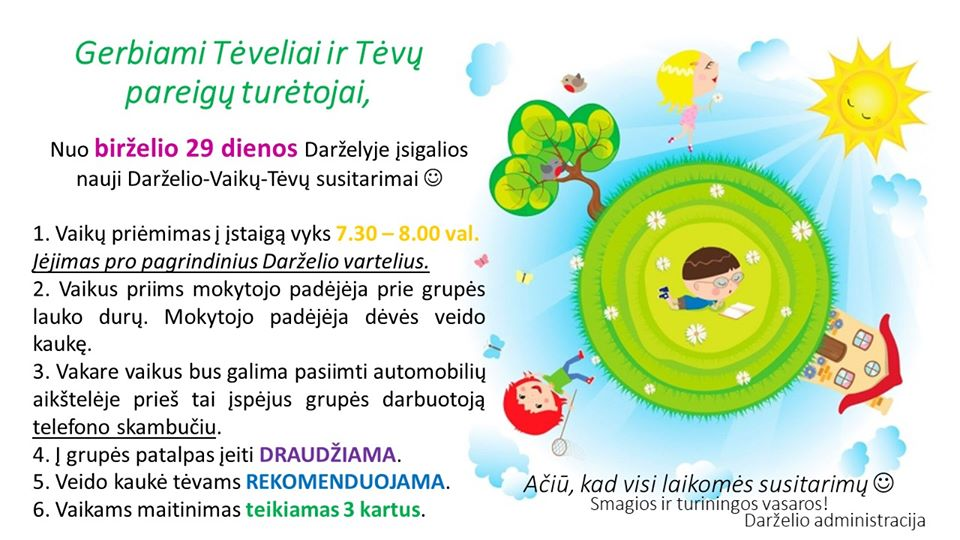 Gerbiami Tėveliai ir Tėvų
pareigų turėtojai,
Nuo birželio 29 dienos Darželyje įsigalios
nauji Darželio-Vaikų-Tėvų susitarimai ☺
1. Vaikų priėmimas į įstaigą vyks 7.30 – 8.00 val.
Įėjimas pro pagrindinius Darželio vartelius.
2. Vaikus priims mokytojo padėjėja prie grupės
lauko durų. Mokytojo padėjėja dėvės veido
kaukę.
3. Vakare vaikus bus galima pasiimti automobilių
aikštelėje prieš tai įspėjus grupės darbuotoją
telefono skambučiu.
4. Į grupės patalpas įeiti DRAUDŽIAMA.
5. Veido kaukė tėvams REKOMENDUOJAMA.
6. Vaikams maitinimas teikiamas 3 kartus.
Ačiū, kad visi laikomės susitarimų ☺
Smagios ir turiningos vasaros!
Darželio administracija